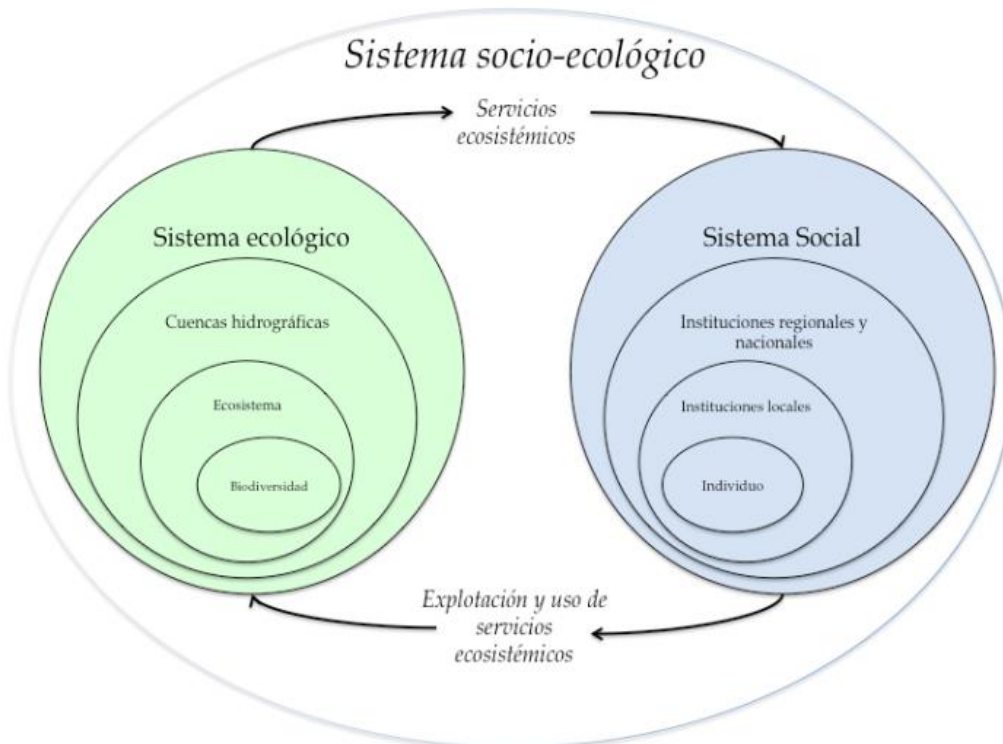 Sistema socio-ecológico
Servicios
ecosistémicos
Sistema ecológico
Cuencas hidrográficas
Ecosistema
Biodiversidad
Sistema Social
Instituciones regionales y
nacionales
Instituciones locales
Individuo
Explotación y uso de
servicios
ecosistémicos